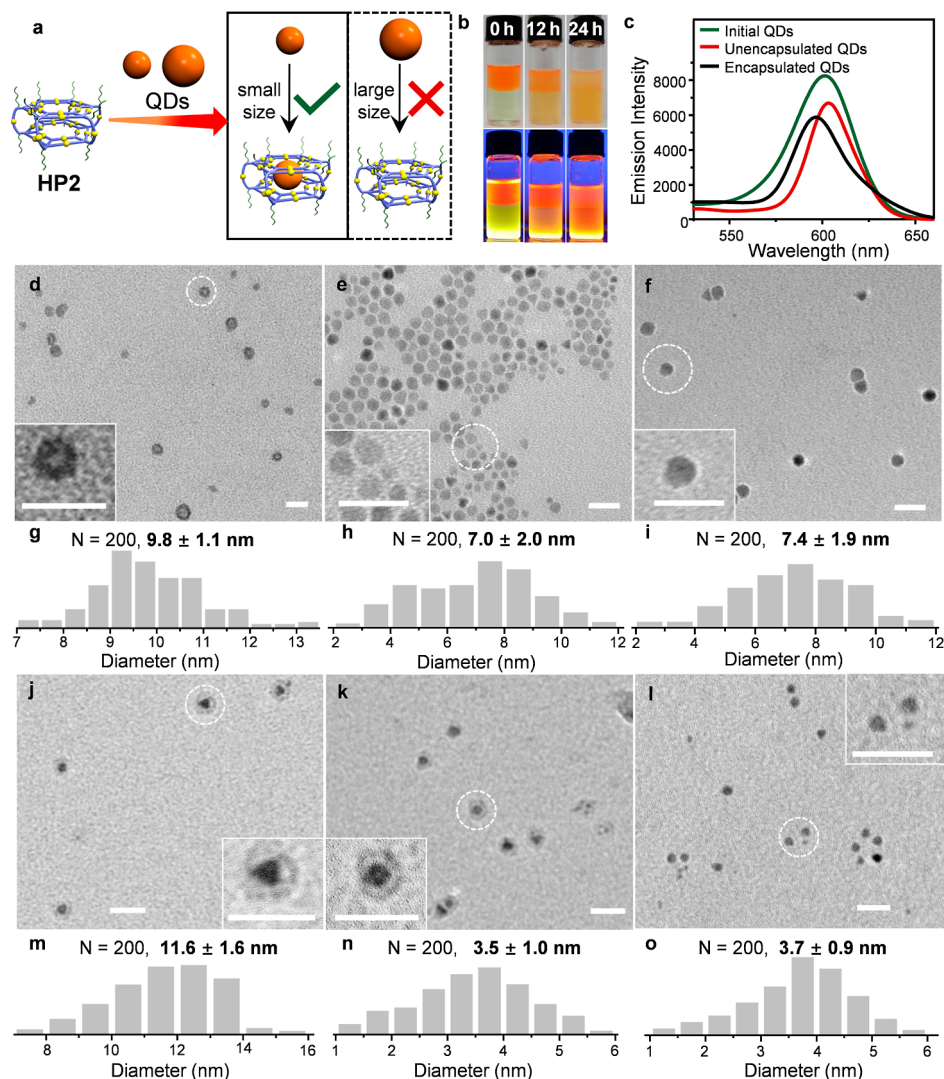 a
QDs
HP2
small
size
large
size
b
0 h
12 h
24 h
c
Initial QDs
Unencapsulated QDs
Encapsulated QDs
Emission Intensity
8000
6000
4000
2000
0
550
600
650
Wavelength (nm)
d
e
f
g
N = 200, 9.8 ± 1.1 nm
7 8 9 10 11 12 13
Diameter (nm)
h
N = 200, 7.0 ± 2.0 nm
2 4 6 8 10 12
Diameter (nm)
i
N = 200, 7.4 ± 1.9 nm
2 4 6 8 10 12
Diameter (nm)
j
k
l
m
N = 200, 11.6 ± 1.6 nm
8 10 12 14 16
Diameter (nm)
n
N = 200, 3.5 ± 1.0 nm
1 2 3 4 5 6
Diameter (nm)
o
N = 200, 3.7 ± 0.9 nm
1 2 3 4 5 6
Diameter (nm)